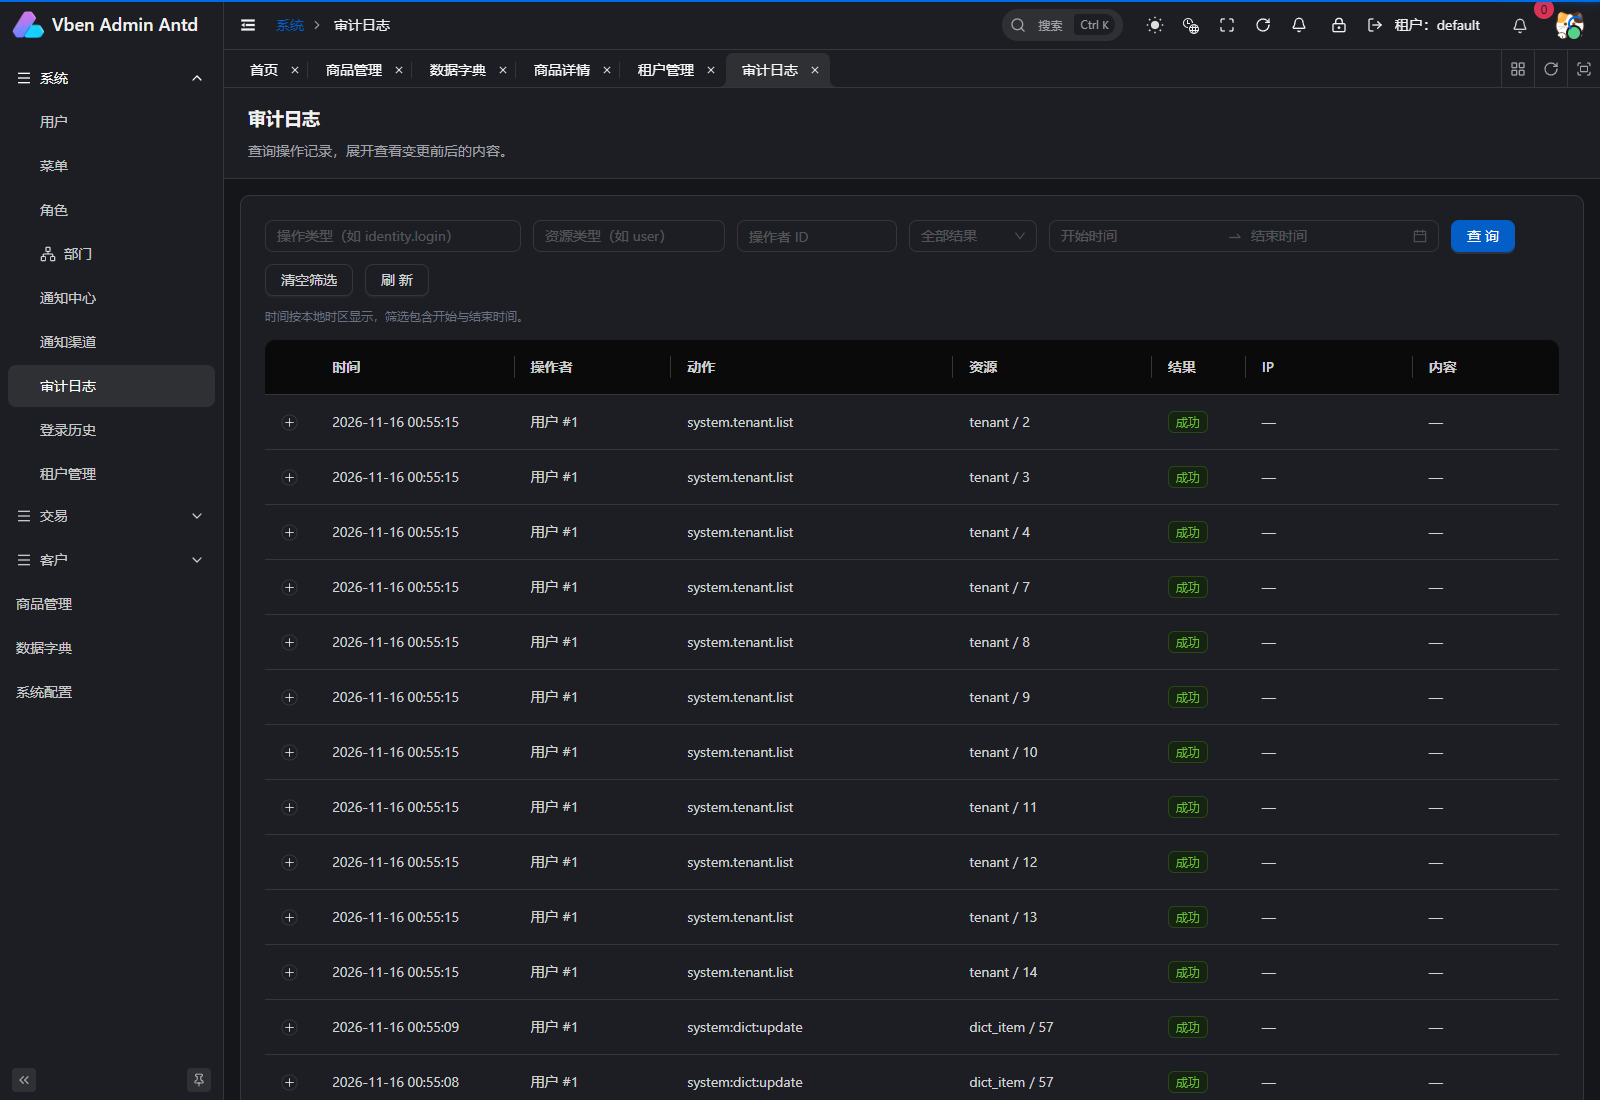 Vben Admin Antd
系统 > 审计日志
搜索 Ctrl K
租户：default
0
首页 × 商品管理 × 数据字典 × 商品详情 × 租户管理 × 审计日志 ×
系统
用户
菜单
角色
部门
通知中心
通知渠道
审计日志
登录历史
租户管理
交易
客户
商品管理
数据字典
系统配置
审计日志
查询操作记录，展开查看变更前后的内容。
操作类型（如 identity.login） 资源类型（如 user） 操作者 ID 全部结果 开始时间 → 结束时间 查 询
清空筛选 刷 新
时间按本地时区显示，筛选包含开始与结束时间。
时间 操作者 动作 资源 结果 IP 内容
2026-11-16 00:55:15 用户 #1 system.tenant.list tenant / 2 成功 — —
2026-11-16 00:55:15 用户 #1 system.tenant.list tenant / 3 成功 — —
2026-11-16 00:55:15 用户 #1 system.tenant.list tenant / 4 成功 — —
2026-11-16 00:55:15 用户 #1 system.tenant.list tenant / 7 成功 — —
2026-11-16 00:55:15 用户 #1 system.tenant.list tenant / 8 成功 — —
2026-11-16 00:55:15 用户 #1 system.tenant.list tenant / 9 成功 — —
2026-11-16 00:55:15 用户 #1 system.tenant.list tenant / 10 成功 — —
2026-11-16 00:55:15 用户 #1 system.tenant.list tenant / 11 成功 — —
2026-11-16 00:55:15 用户 #1 system.tenant.list tenant / 12 成功 — —
2026-11-16 00:55:15 用户 #1 system.tenant.list tenant / 13 成功 — —
2026-11-16 00:55:15 用户 #1 system.tenant.list tenant / 14 成功 — —
2026-11-16 00:55:09 用户 #1 system:dict:update dict_item / 57 成功 — —
2026-11-16 00:55:08 用户 #1 system:dict:update dict_item / 57 成功 — —